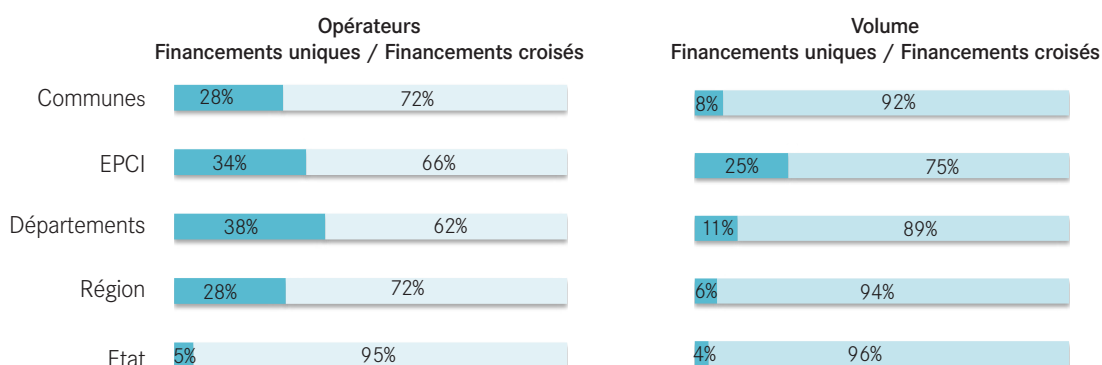 Opérateurs
Financements uniques / Financements croisés
Volume
Financements uniques / Financements croisés
Communes 28% 72% 8% 92%
EPCI 34% 66% 25% 75%
Départements 38% 62% 11% 89%
Région 28% 72% 6% 94%
Etat 5% 95% 4% 96%